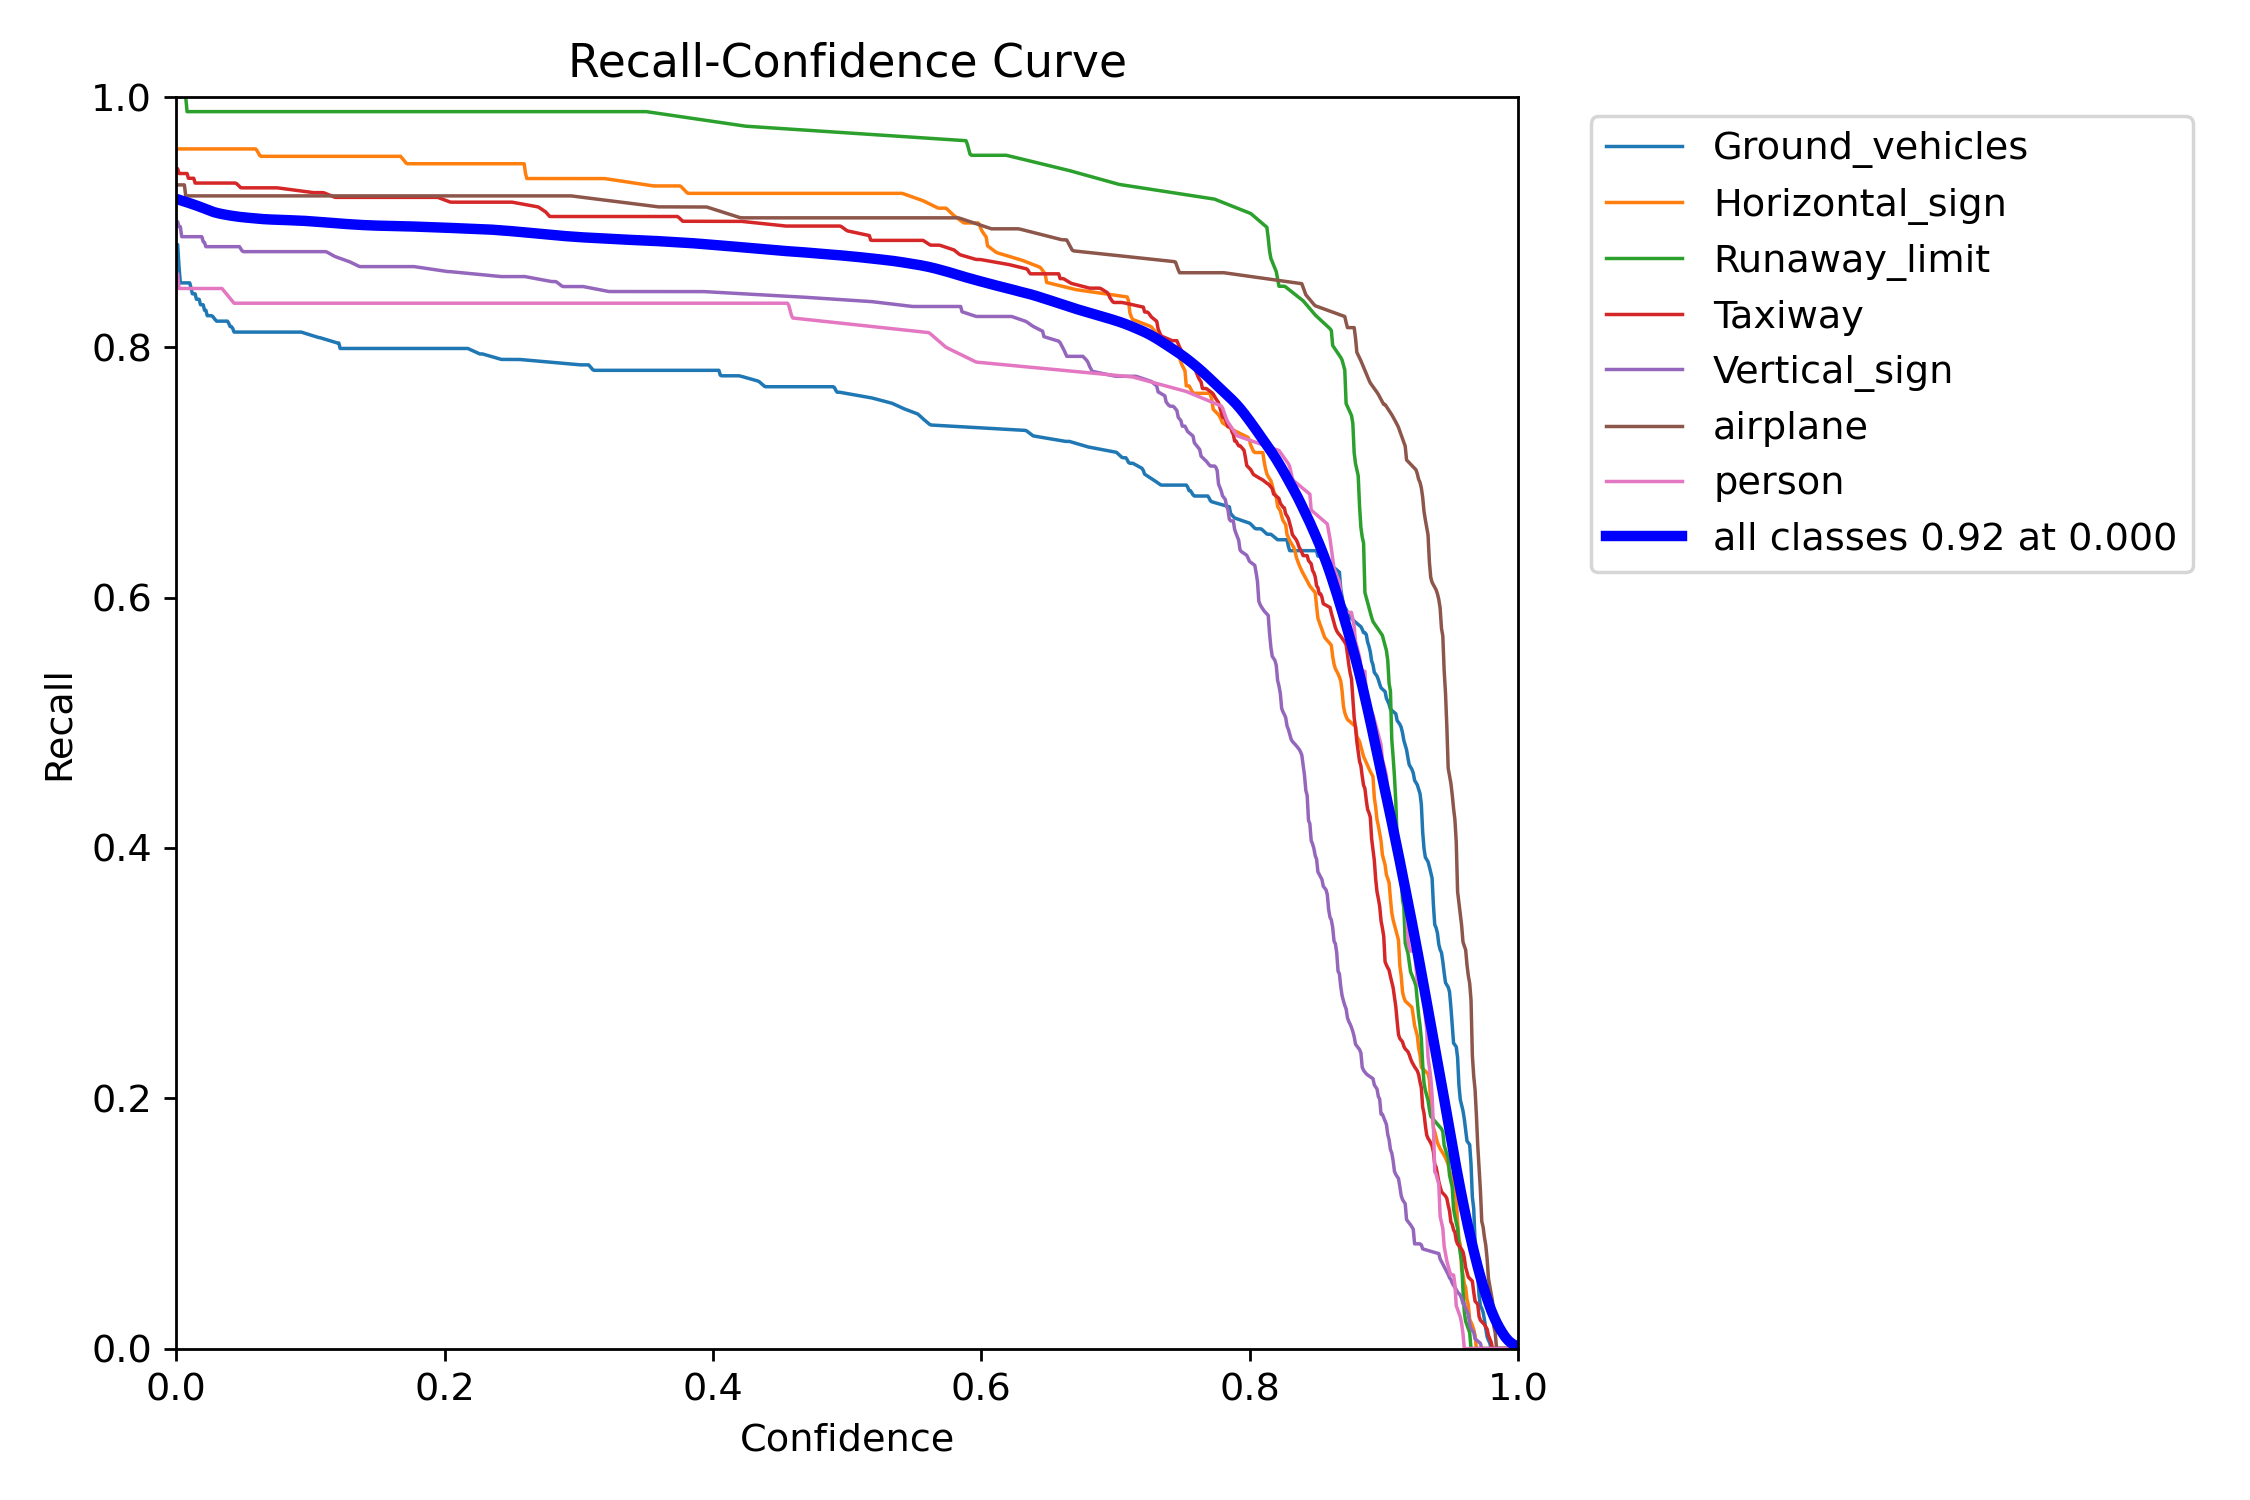 Recall-Confidence Curve
1.0
0.8
0.6
0.4
0.2
0.0
Recall
0.0 0.2 0.4 0.6 0.8 1.0
Confidence
Ground_vehicles
Horizontal_sign
Runaway_limit
Taxiway
Vertical_sign
airplane
person
all classes 0.92 at 0.000